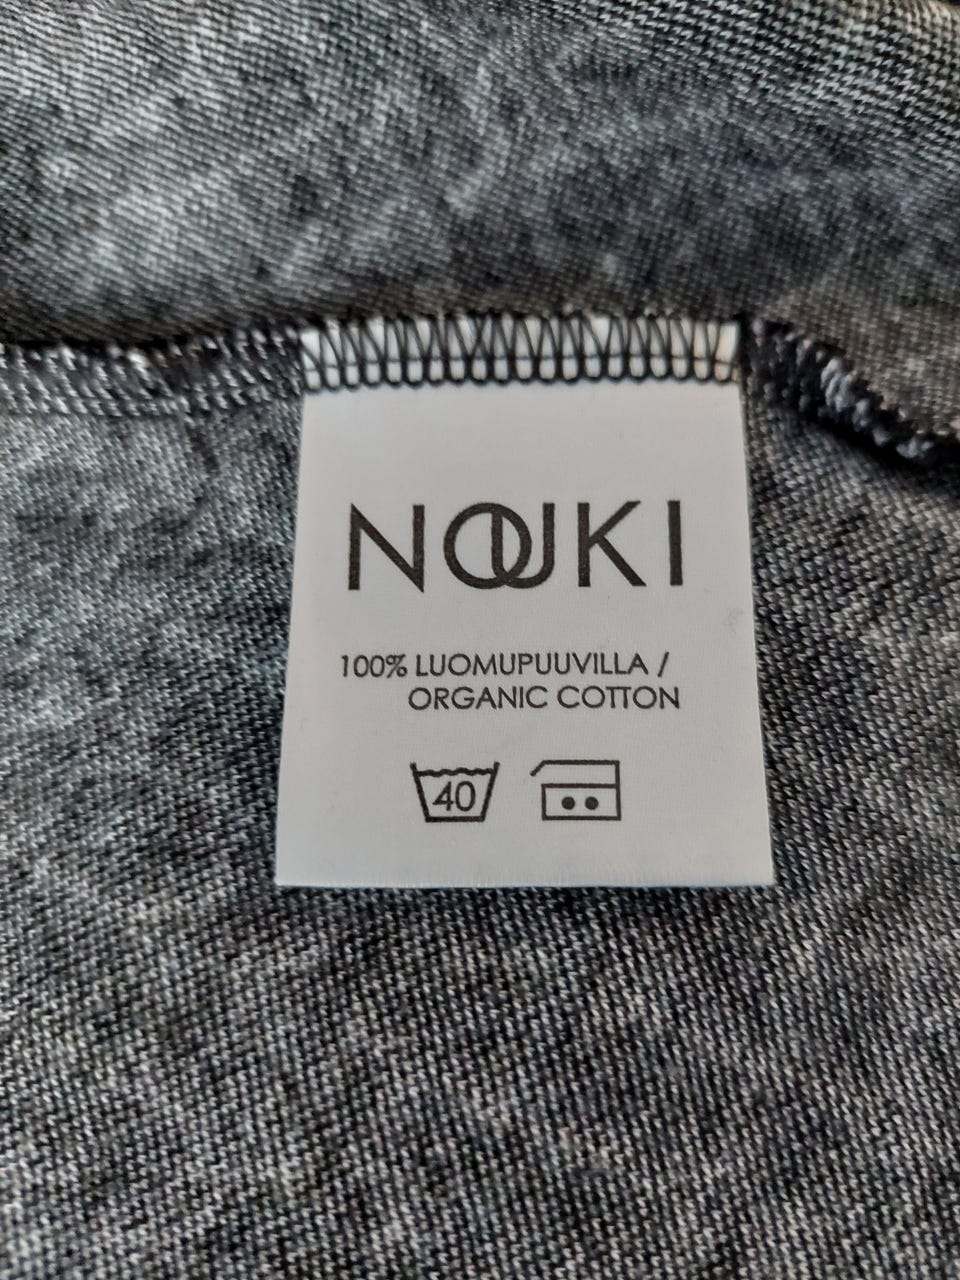 NOUKI
100% LUOMUPUUVILLA /
ORGANIC COTTON
40